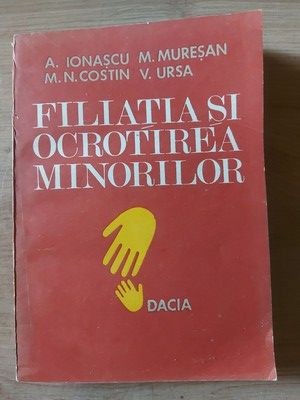 A. IONAȘCU M. MUREȘAN
M. N. COSTIN V. URSA
FILIAȚIA ȘI
OCROTIREA
MINORILOR
DACIA